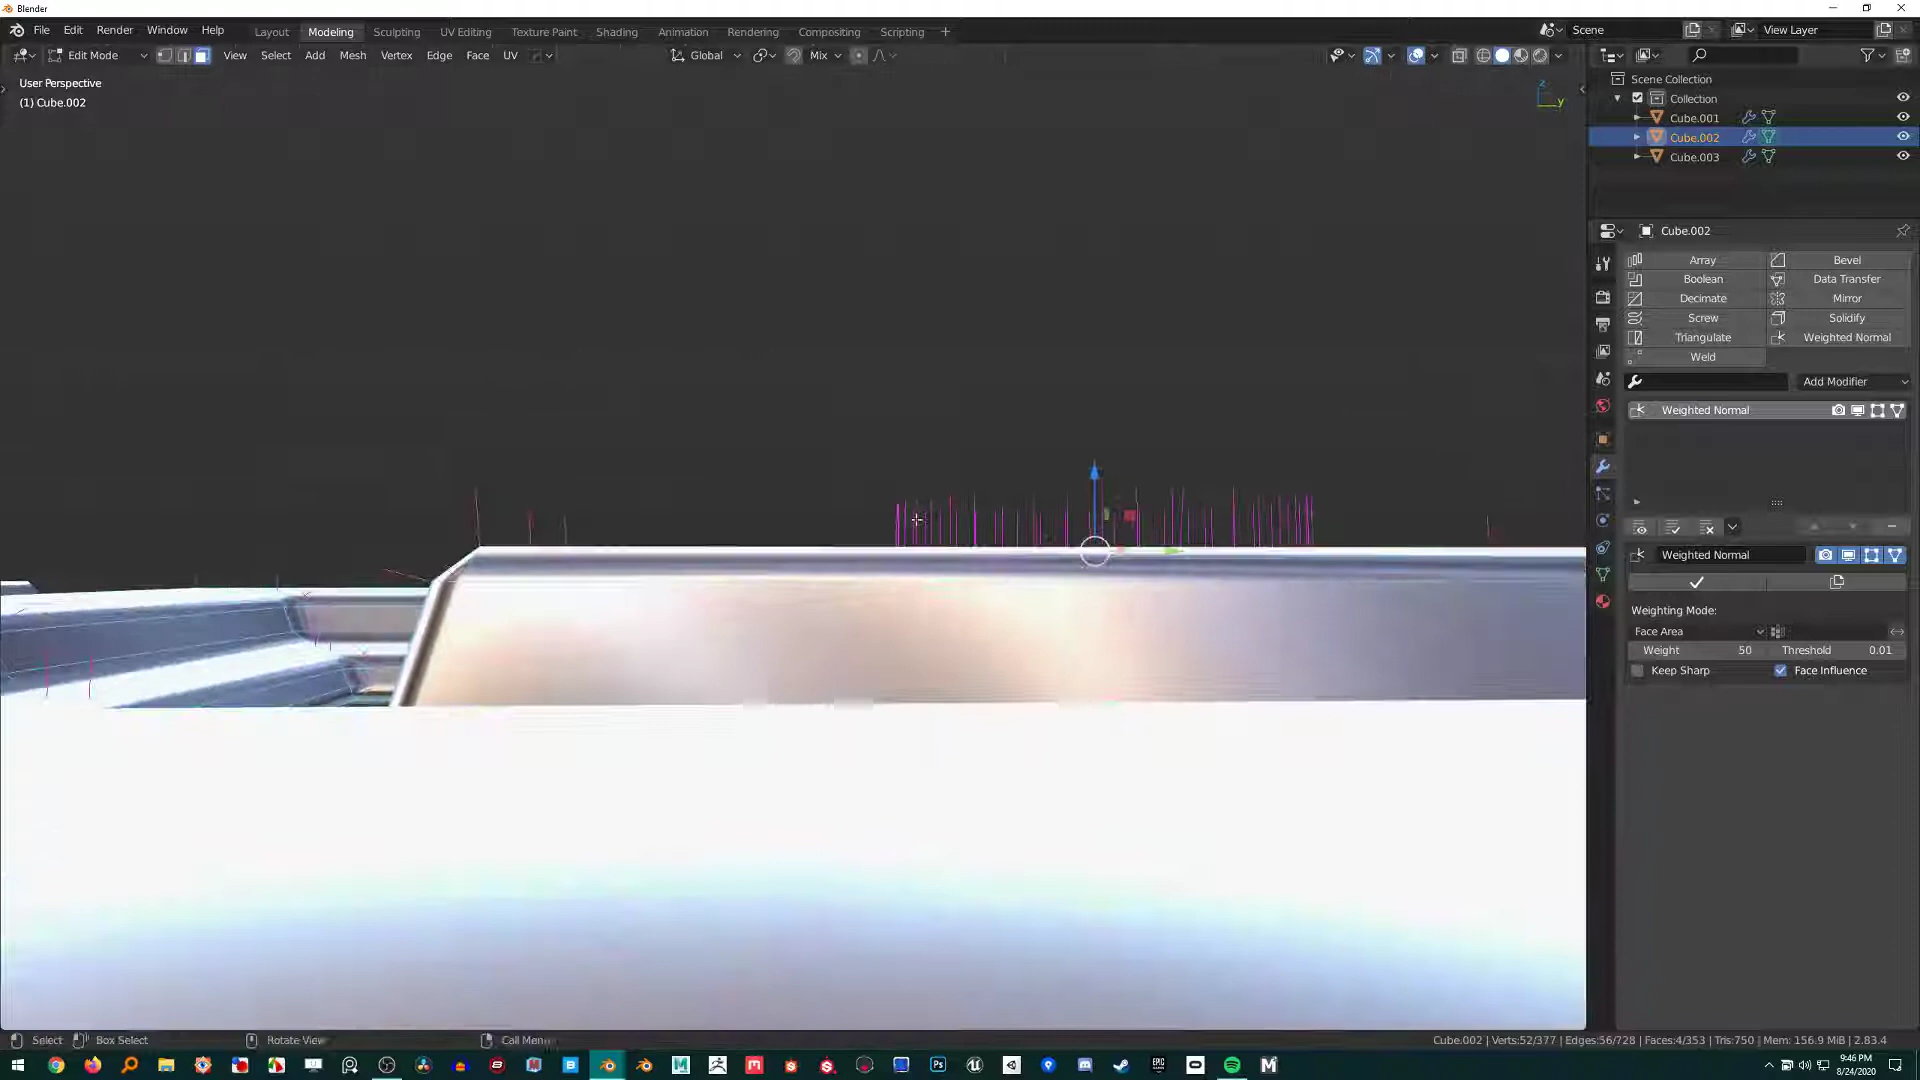 Blender
File Edit Render Window Help
Layout Modeling Sculpting UV Editing Texture Paint Shading Animation Rendering Compositing Scripting +
Scene
View Layer
Edit Mode
View Select Add Mesh Vertex Edge Face UV
Global
Mix
User Perspective
(1) Cube.002
Z
Y
Scene Collection
Collection
Cube.001
Cube.002
Cube.003
Cube.002
Array Bevel
Boolean Data Transfer
Decimate Mirror
Screw Solidify
Triangulate Weighted Normal
Weld
Add Modifier
Weighted Normal
Weighted Normal
Weighting Mode:
Face Area
Weight 50 Threshold 0.01
Keep Sharp Face Influence
Select Box Select Rotate View Call Menu
Cube.002 | Verts:52/377 | Edges:56/728 | Faces:4/353 | Tris:750 | Mem: 156.9 MiB | 2.83.4
9:46 PM
8/24/2020